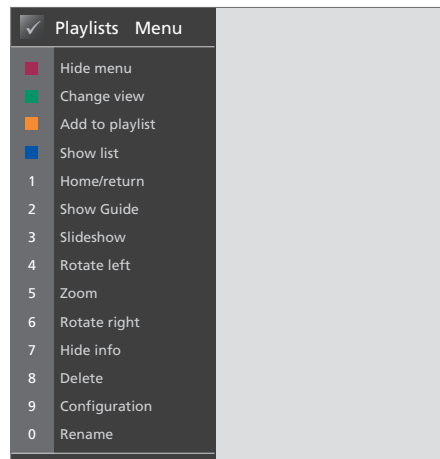 Playlists Menu
Hide menu
Change view
Add to playlist
Show list
1 Home/return
2 Show Guide
3 Slideshow
4 Rotate left
5 Zoom
6 Rotate right
7 Hide info
8 Delete
9 Configuration
0 Rename